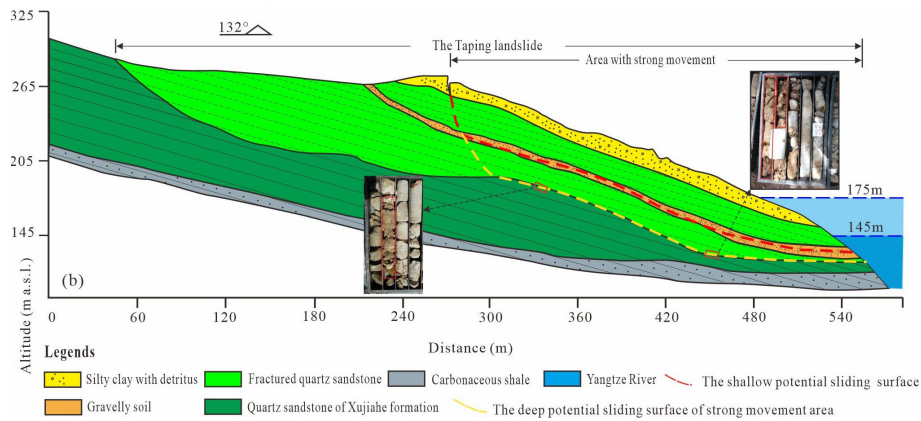 325
132°
The Taping landslide
Area with strong movement
265
205
175m
145
145m
(b)
Altitude (m a.s.l.)
0 60 120 180 240 300 360 420 480 540 600
Distance (m)
Legends
Silty clay with detritus Fractured quartz sandstone Carbonaceous shale Yangtze River The shallow potential sliding surface
Gravelly soil Quartz sandstone of Xujiahe formation The deep potential sliding surface of strong movement area